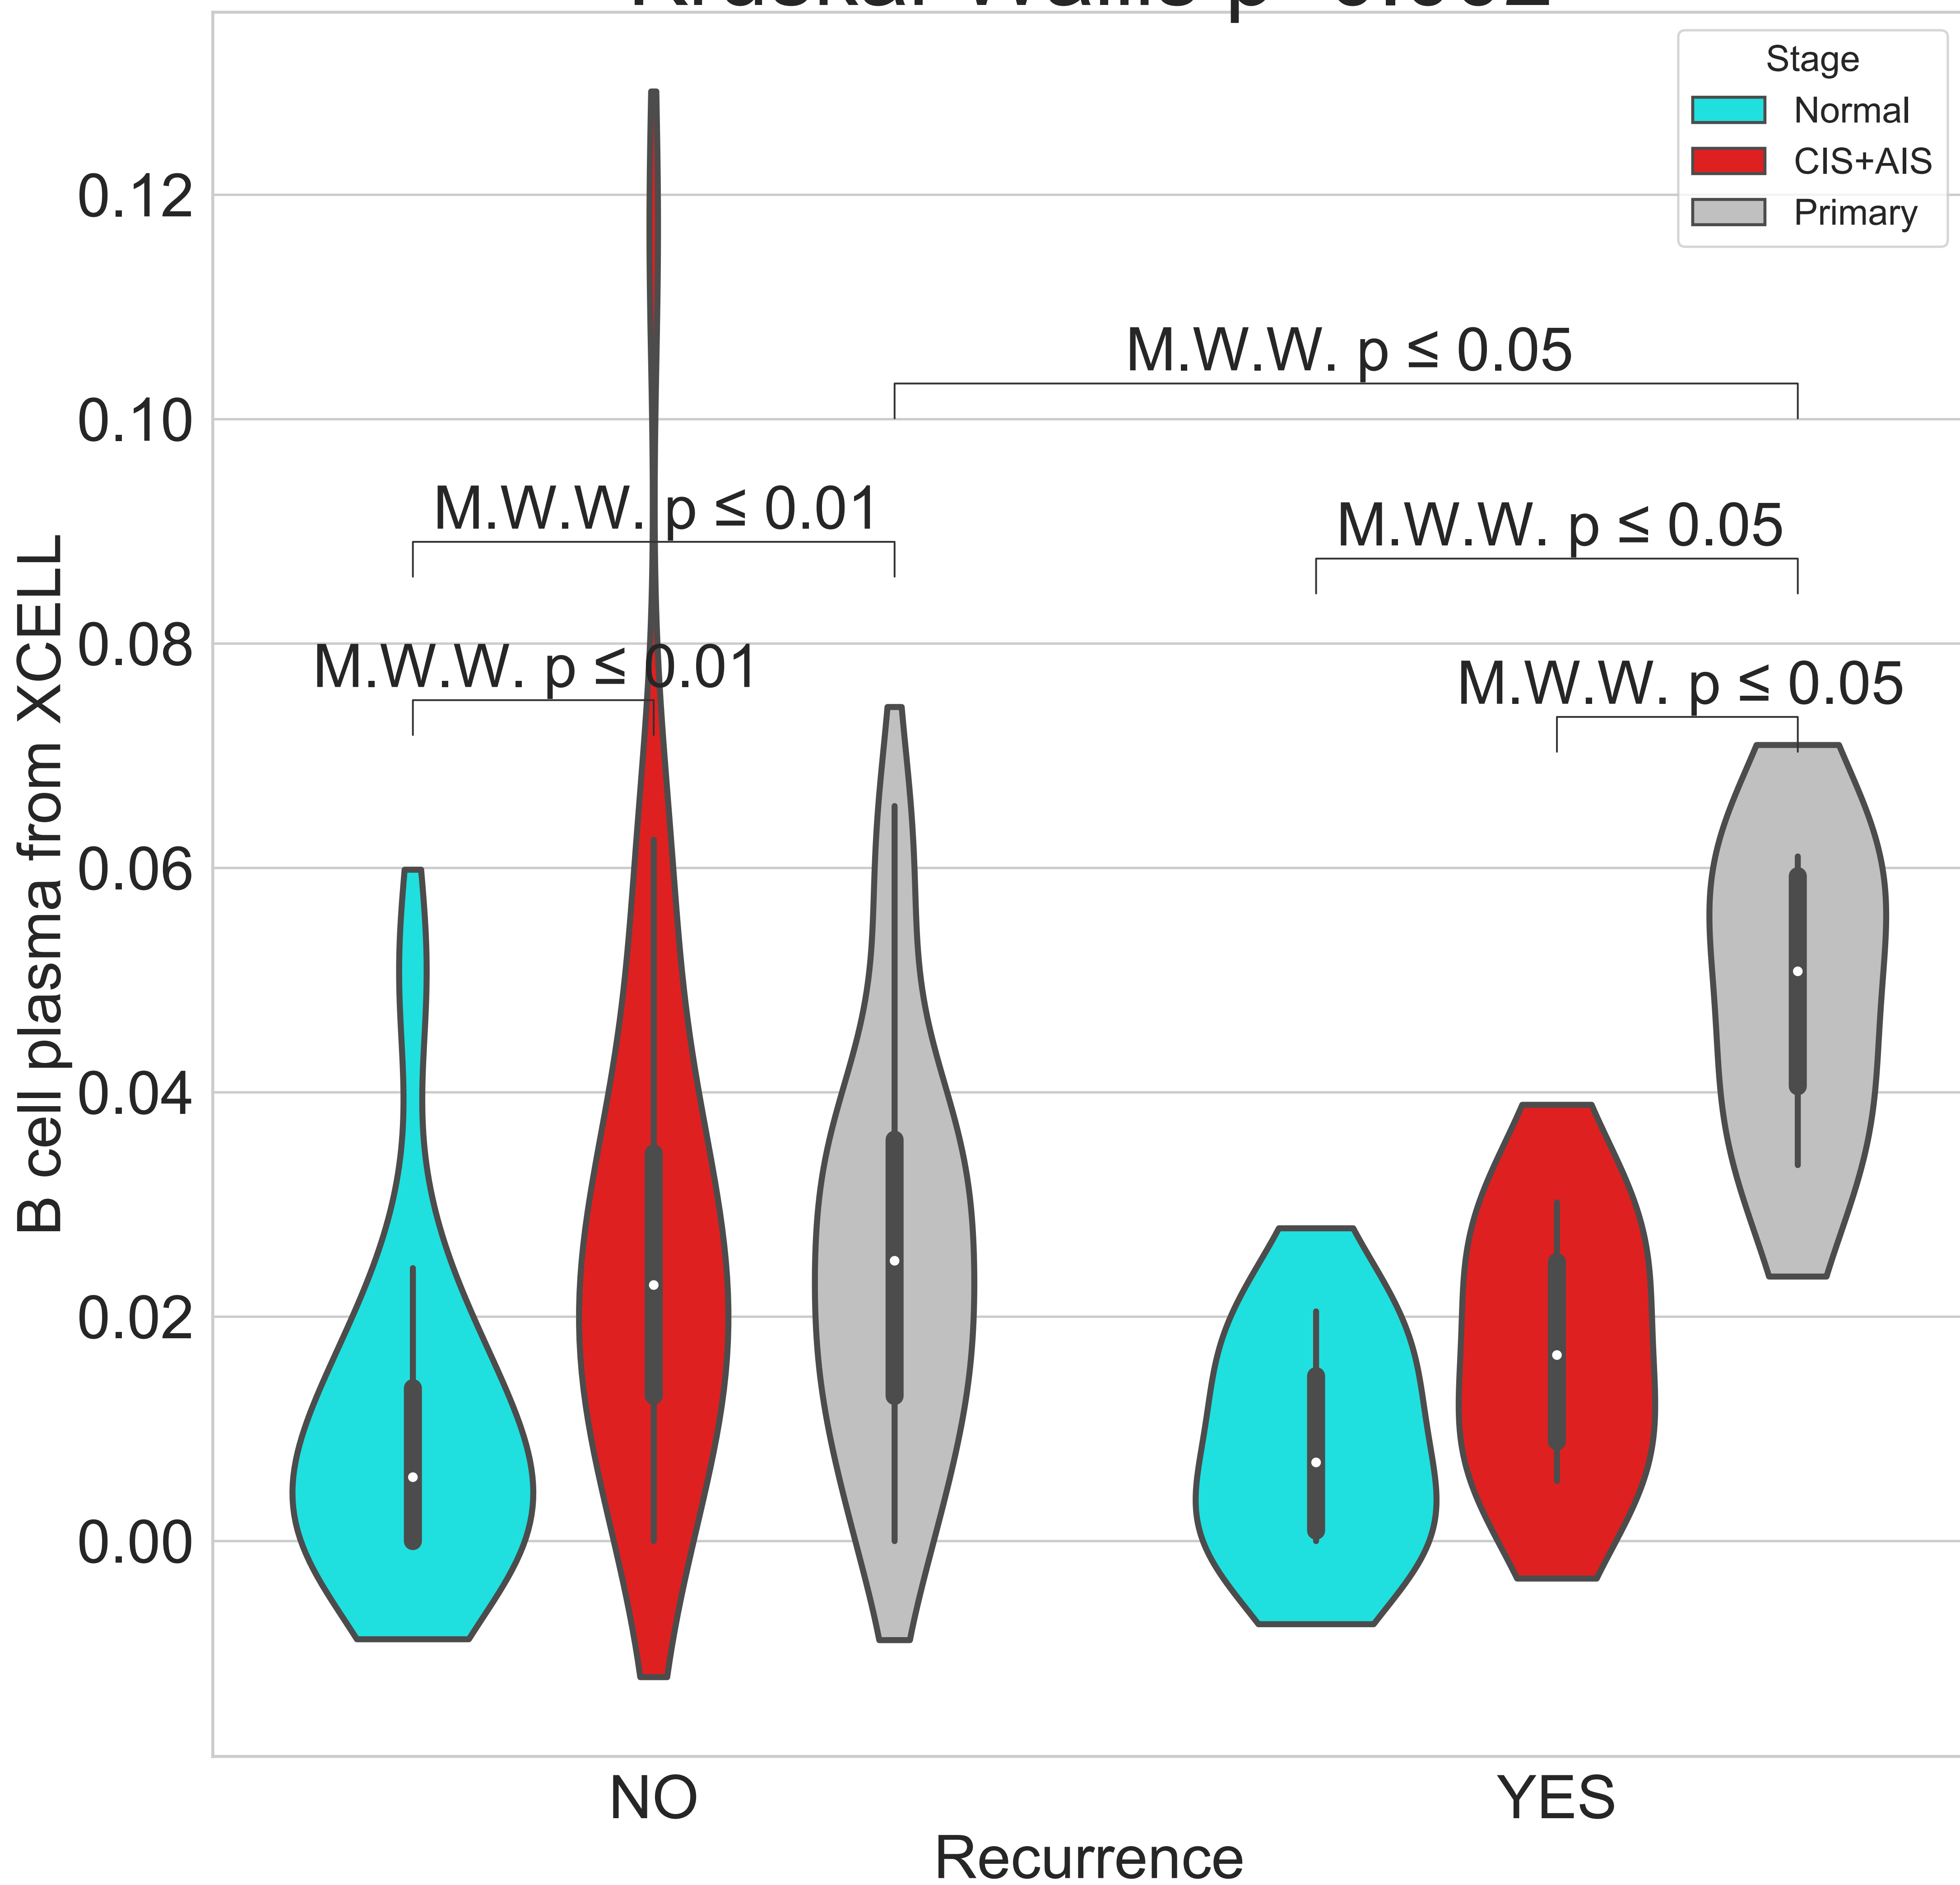 Stage
Normal
CIS+AIS
Primary
0.12
0.10
0.08
0.06
0.04
0.02
0.00
B cell plasma from XCELL
M.W.W. p ≤ 0.05
M.W.W. p ≤ 0.01
M.W.W. p ≤ 0.05
M.W.W. p ≤ 0.01
M.W.W. p ≤ 0.05
NO
YES
Recurrence